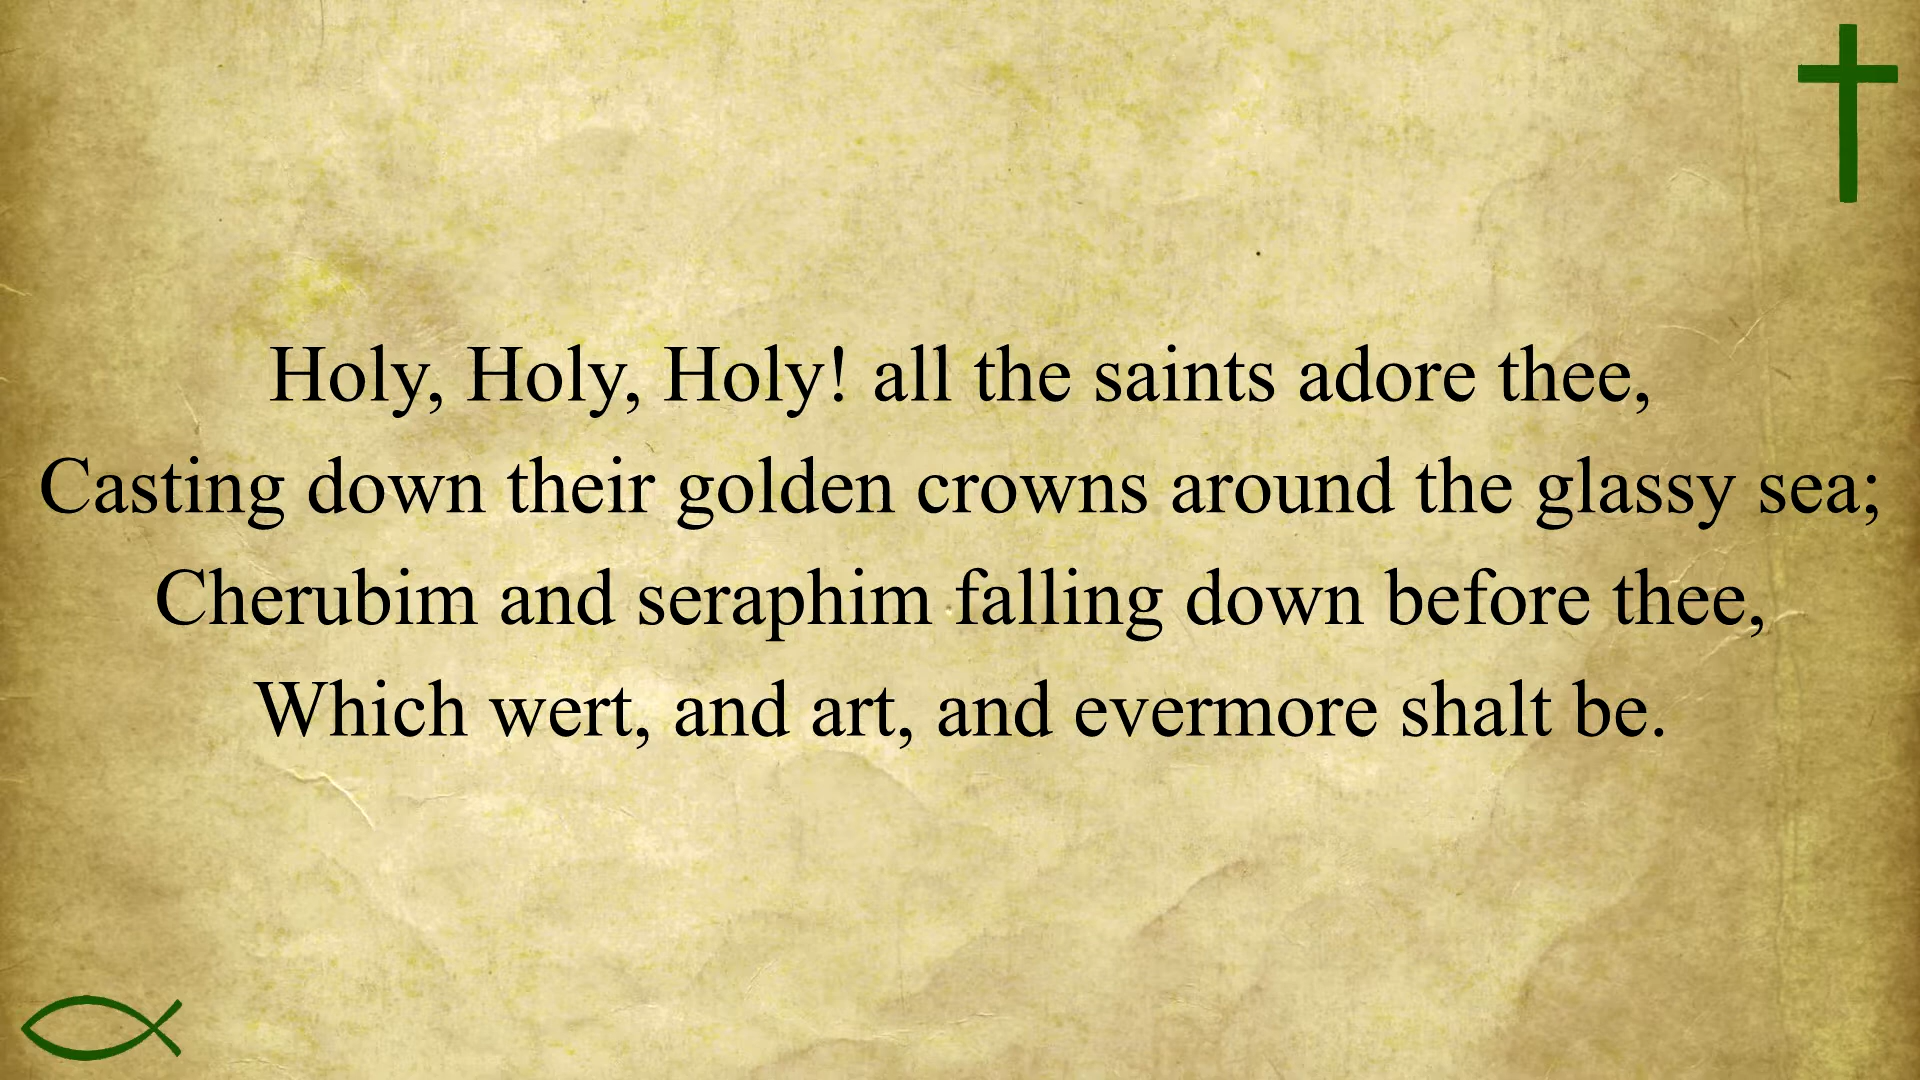 Holy, Holy, Holy! all the saints adore thee,
Casting down their golden crowns around the glassy sea;
Cherubim and seraphim falling down before thee,
Which wert, and art, and evermore shalt be.